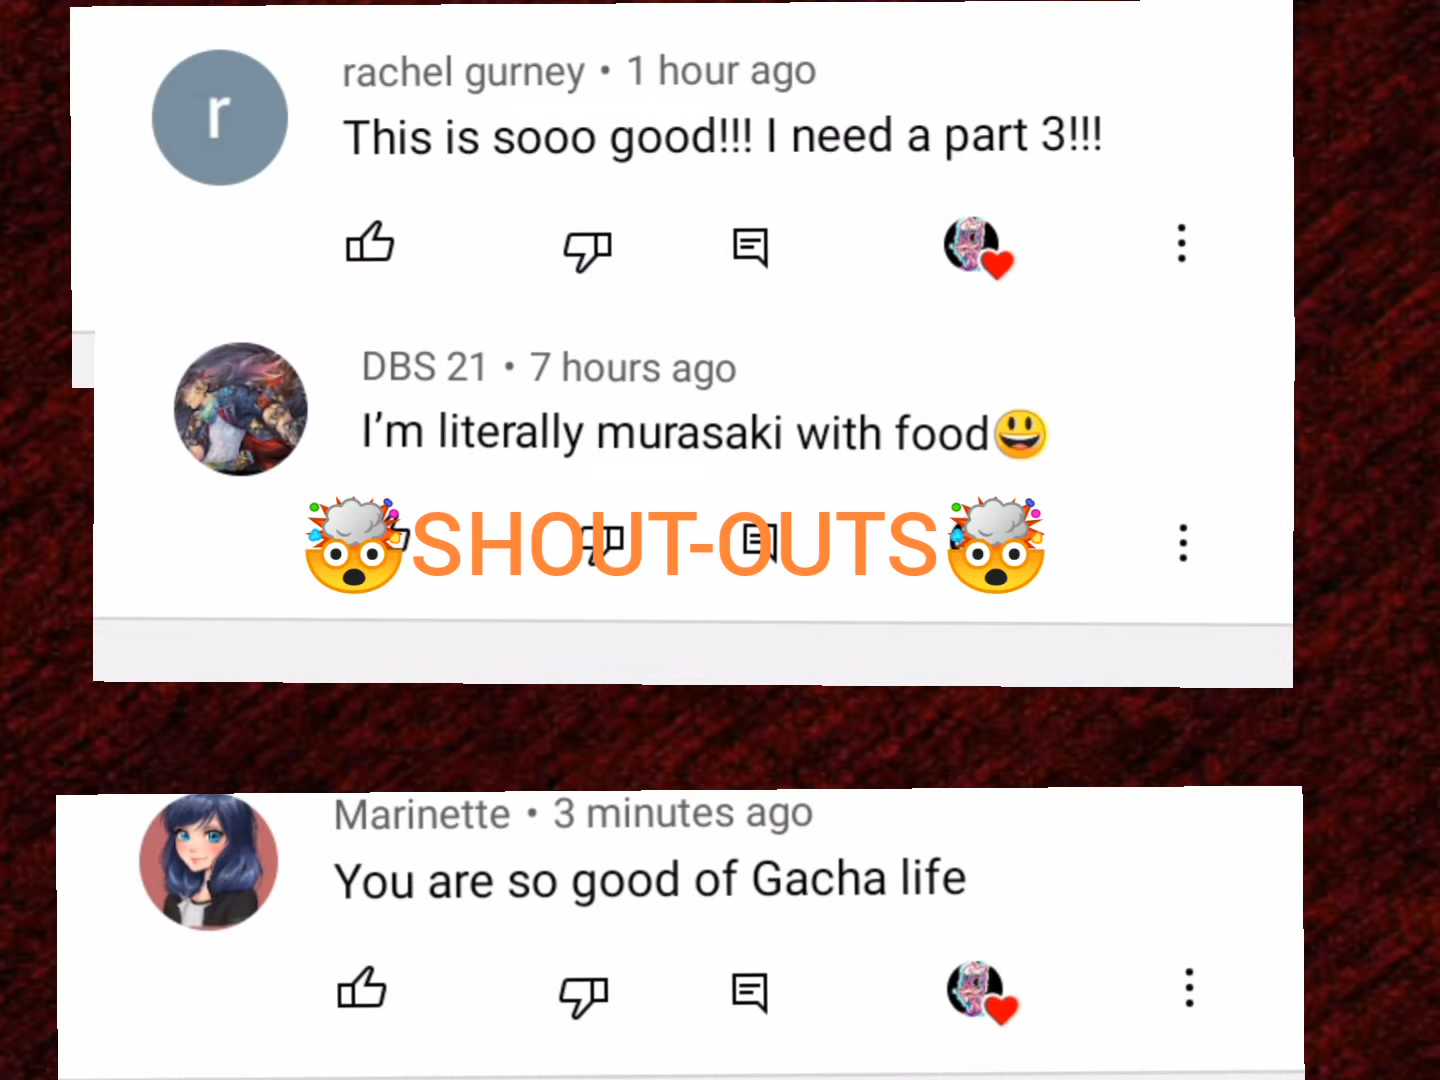 r
rachel gurney • 1 hour ago
This is sooo good!!! I need a part 3!!!
DBS 21 • 7 hours ago
I'm literally murasaki with food😃
🤯SHOUT-OUTS🤯
Marinette • 3 minutes ago
You are so good of Gacha life